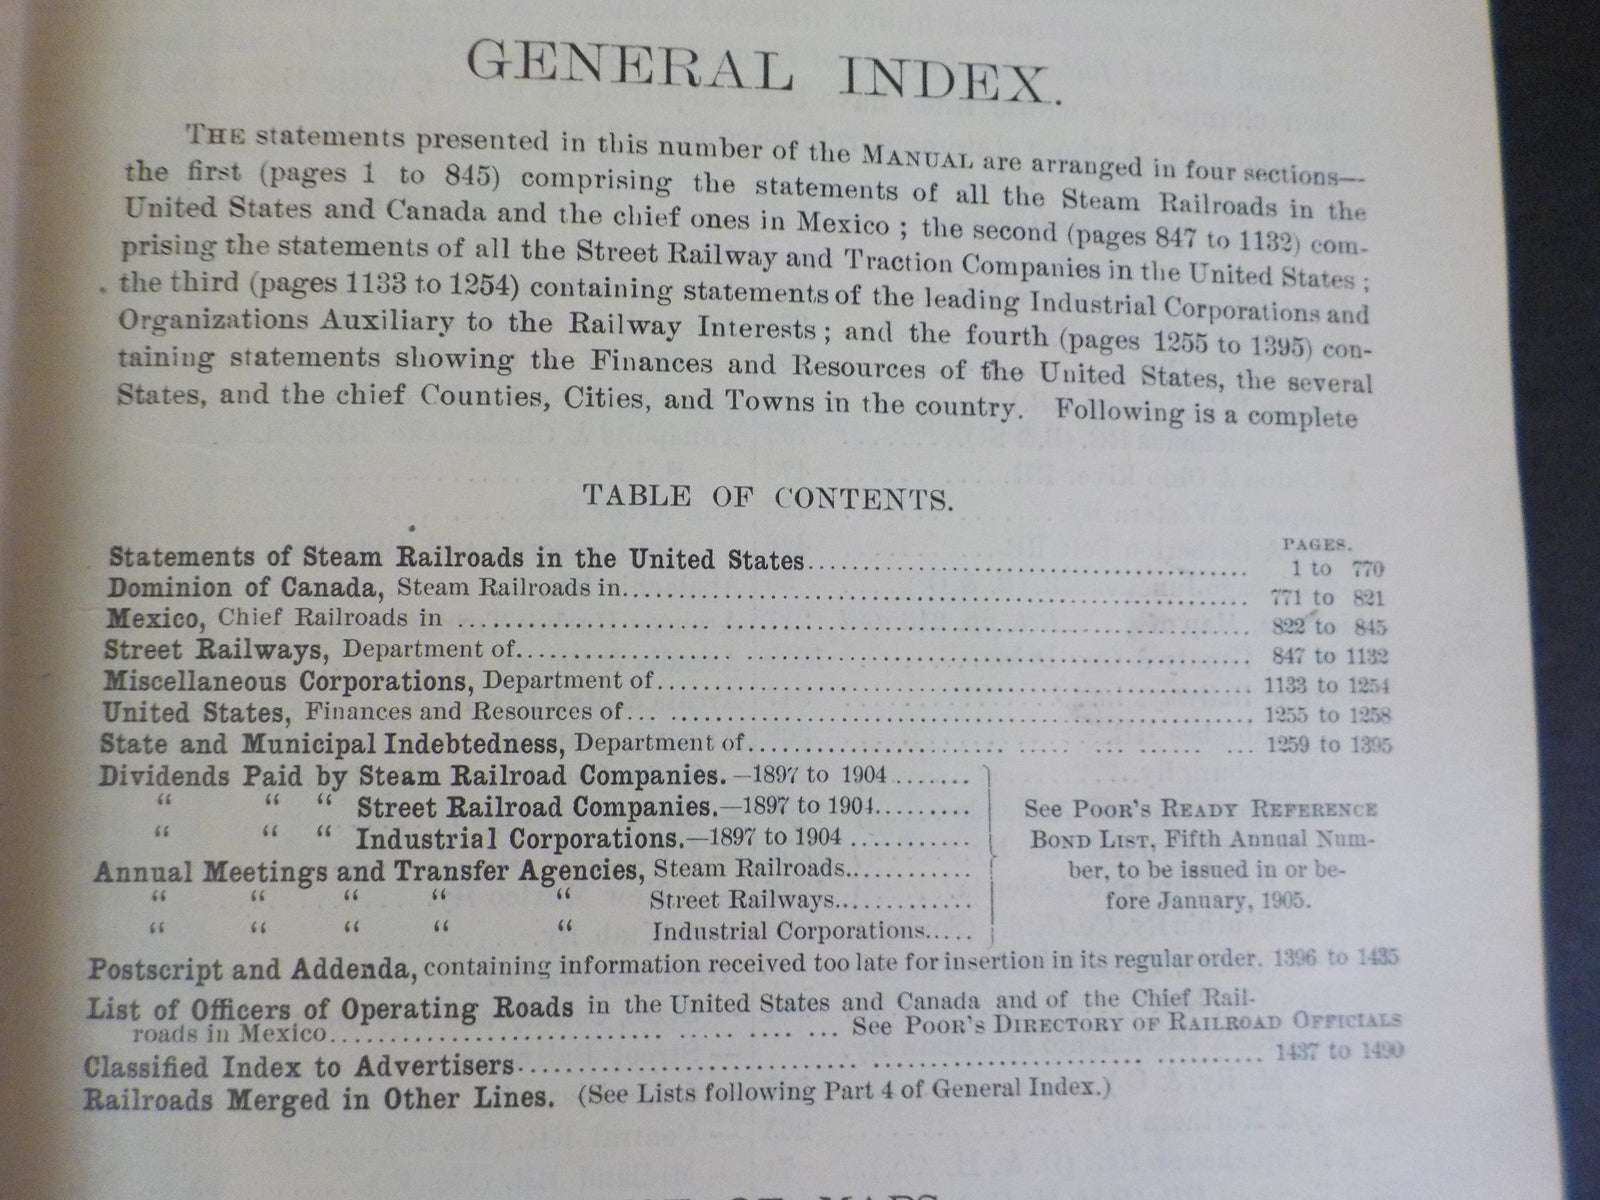 GENERAL INDEX.
THE statements presented in this number of the MANUAL are arranged in four sections—
the first (pages 1 to 845) comprising the statements of all the Steam Railroads in the
United States and Canada and the chief ones in Mexico ; the second (pages 847 to 1132) com-
prising the statements of all the Street Railway and Traction Companies in the United States ;
the third (pages 1133 to 1254) containing statements of the leading Industrial Corporations and
Organizations Auxiliary to the Railway Interests ; and the fourth (pages 1255 to 1395) con-
taining statements showing the Finances and Resources of the United States, the several
States, and the chief Counties, Cities, and Towns in the country. Following is a complete
TABLE OF CONTENTS.
PAGES.
Statements of Steam Railroads in the United States........................................ 1 to 770
Dominion of Canada, Steam Railroads in........................................................ 771 to 821
Mexico, Chief Railroads in ...................... .............................................. 822 to 845
Street Railways, Department of................... ............................................. 847 to 1132
Miscellaneous Corporations, Department of..................................................... 1133 to 1254
United States, Finances and Resources of... .................................................... 1255 to 1258
State and Municipal Indebtedness, Department of....................... ..... ... ...... ... 1259 to 1395
Dividends Paid by Steam Railroad Companies.—1897 to 1904 .......
“ “ “ Street Railroad Companies.—1897 to 1904.........
“ “ “ Industrial Corporations.—1897 to 1904 ...........
Annual Meetings and Transfer Agencies, Steam Railroads............
“ “ “ “ “ Street Railways.............
“ “ “ “ “ Industrial Corporations.....
See POOR'S READY REFERENCE
BOND LIST, Fifth Annual Num-
ber, to be issued in or be-
fore January, 1905.
Postscript and Addenda, containing information received too late for insertion in its regular order. 1396 to 1435
List of Officers of Operating Roads in the United States and Canada and of the Chief Rail-
roads in Mexico............................. ..... .... ... See POOR'S DIRECTORY OF RAILROAD OFFICIALS
Classified Index to Advertisers............................. ................................. 1437 to 1490
Railroads Merged in Other Lines. (See Lists following Part 4 of General Index.)